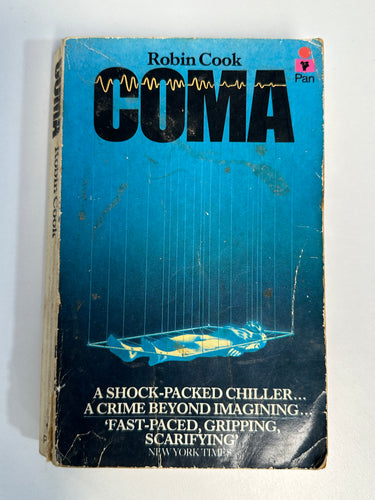 Robin Cook
COMA
Pan
A SHOCK-PACKED CHILLER...
A CRIME BEYOND IMAGINING...
'FAST-PACED, GRIPPING,
SCARIFYING'
NEW YORK TIMES
COMA
Robin Cook